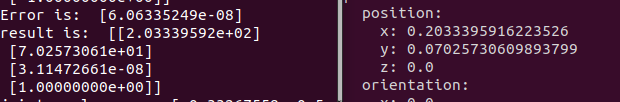 Error is:  [6.06335249e-08]
result is:  [[2.03339592e+02]
[7.02573061e+01]
[3.11472661e-08]
[1.00000000e+00]]
position:
x: 0.2033395916223526
y: 0.07025730609893799
z: 0.0
orientation: